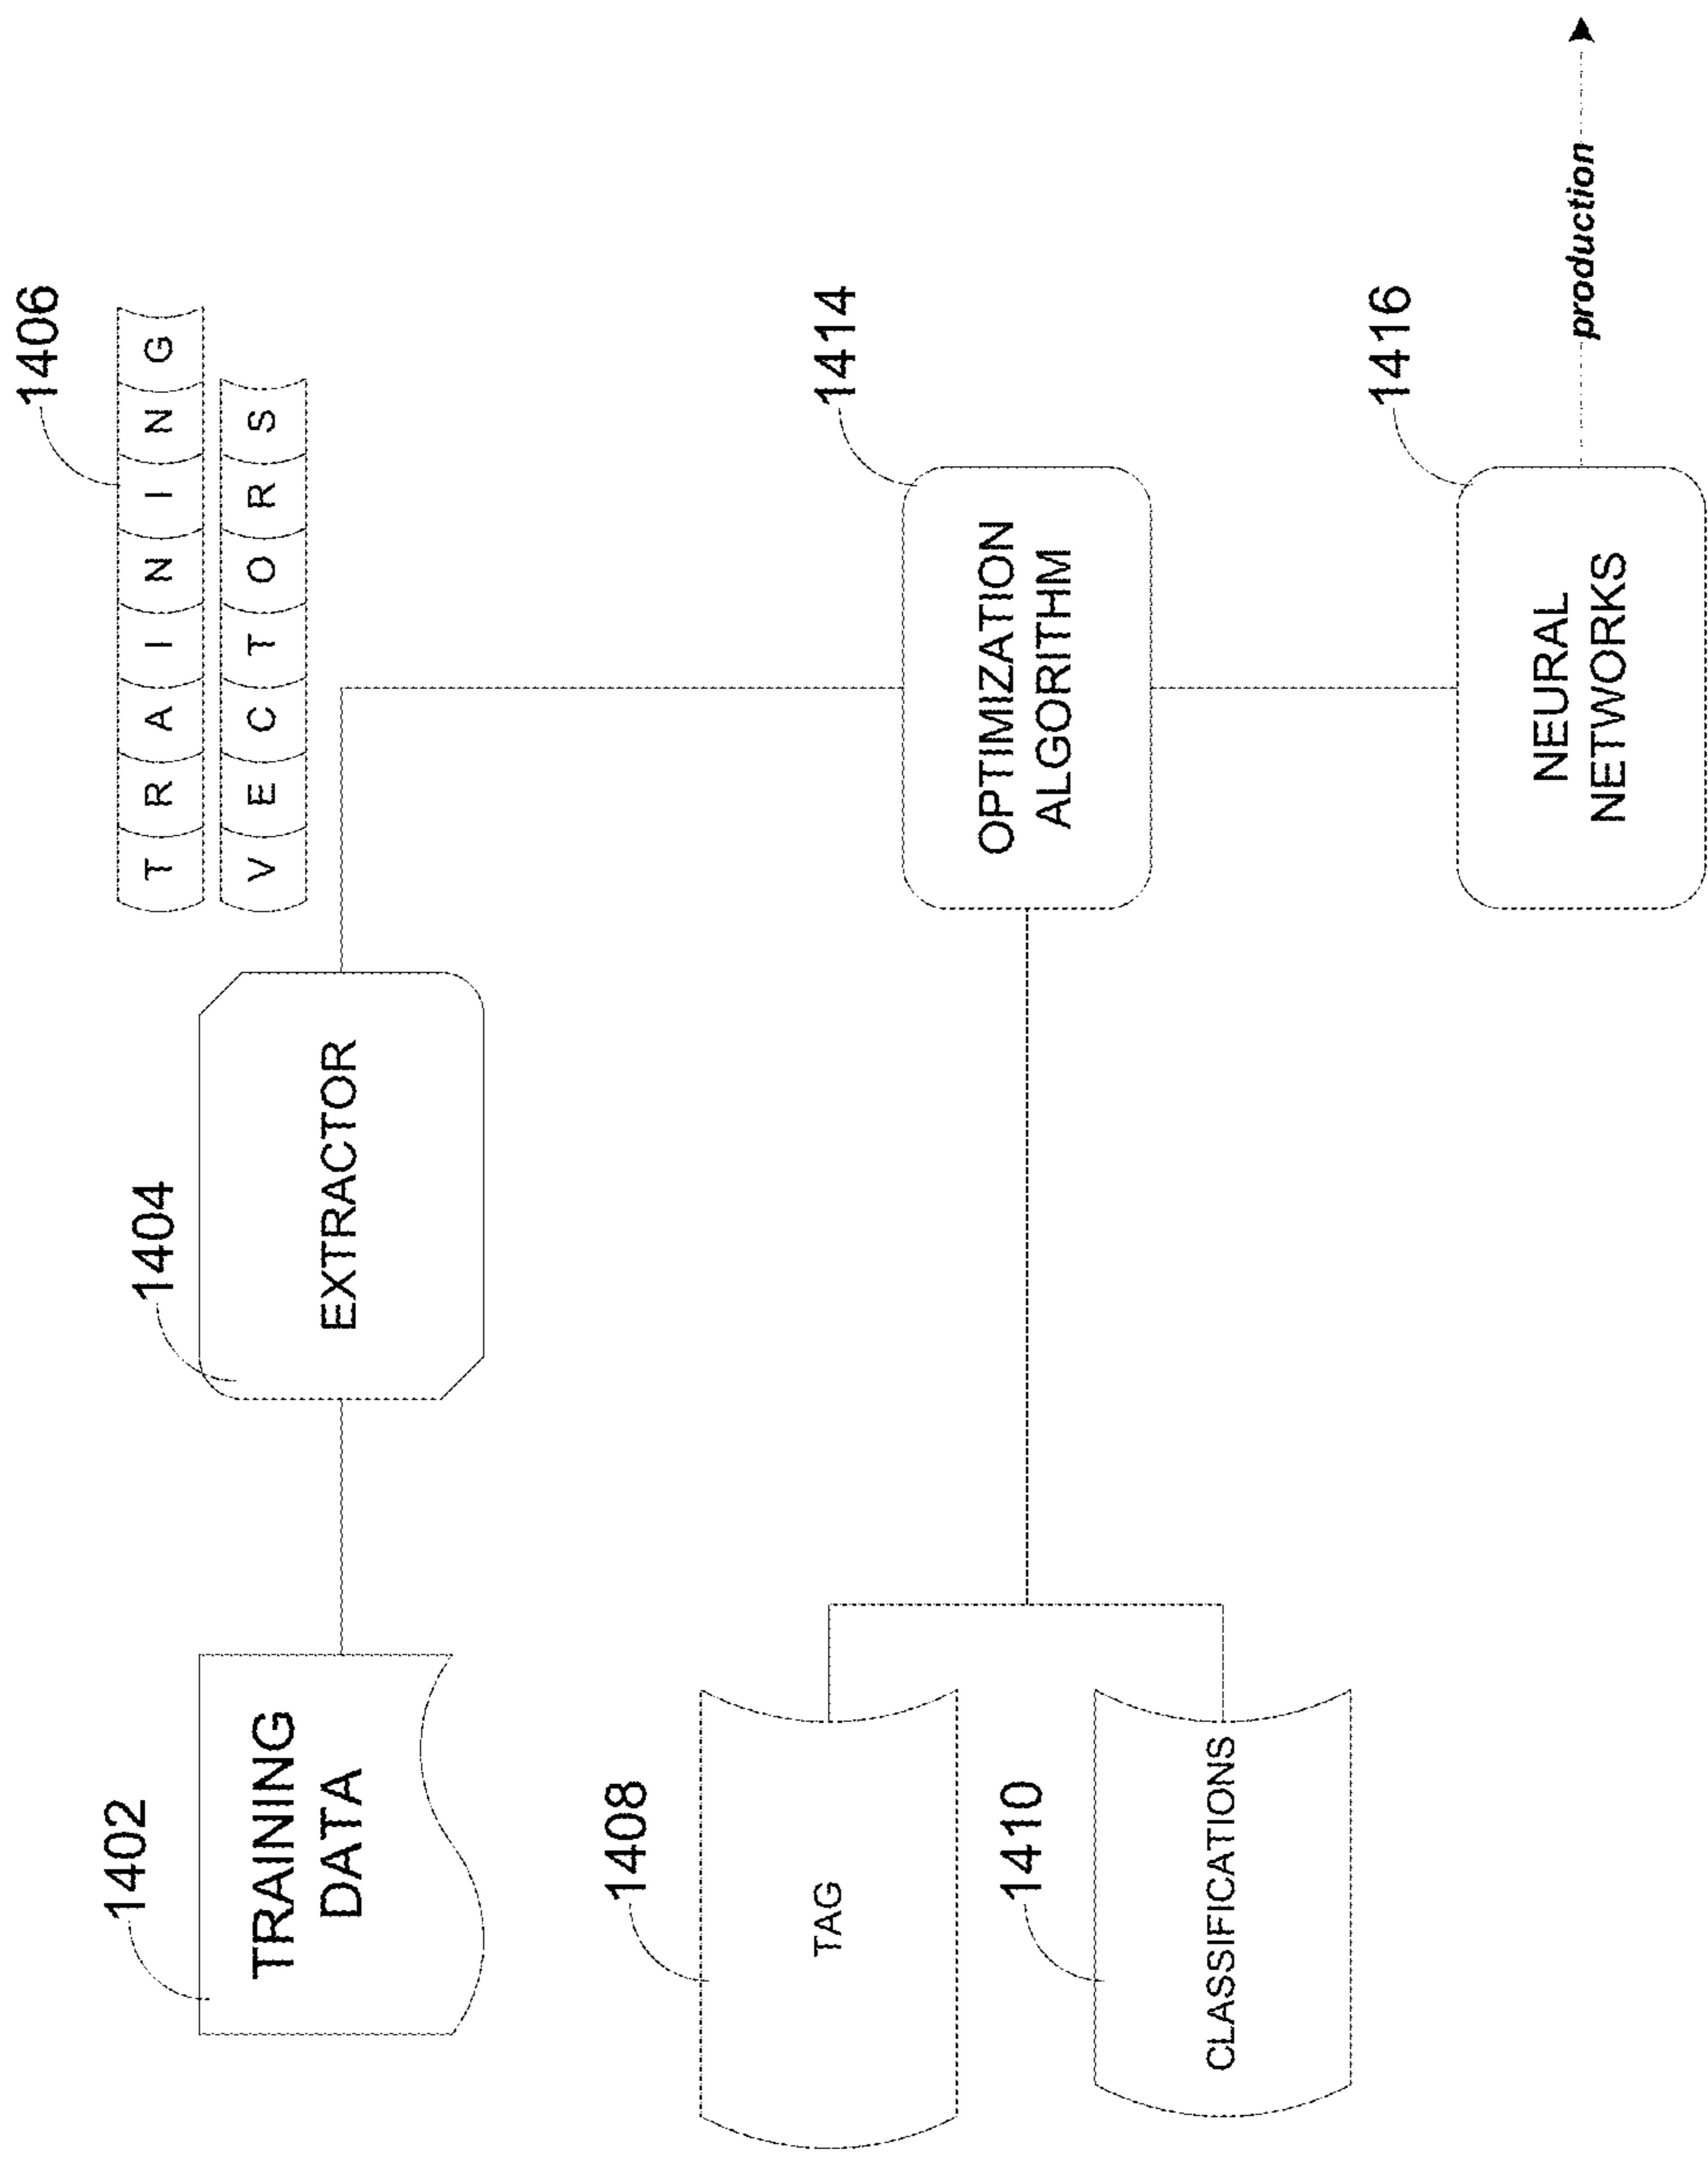 1402
TRAINING
DATA
1404
EXTRACTOR
1406
T R A I N I N G
V E C T O R S
1408
TAG
1410
CLASSIFICATIONS
1414
OPTIMIZATION
ALGORITHM
1416
NEURAL
NETWORKS
production